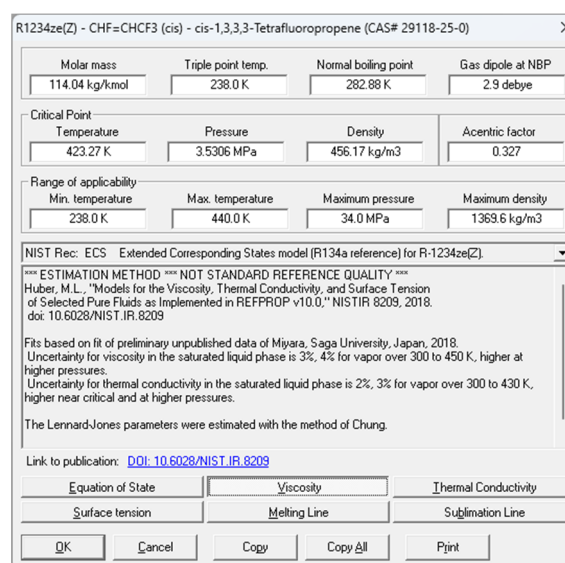 R1234ze(Z) - CHF=CHCF3 (cis) - cis-1,3,3,3-Tetrafluoropropene (CAS# 29118-25-0)
Molar mass Triple point temp. Normal boiling point Gas dipole at NBP
114.04 kg/kmol 238.0 K 282.88 K 2.9 debye
Critical Point
Temperature Pressure Density Acentric factor
423.27 K 3.5306 MPa 456.17 kg/m3 0.327
Range of applicability
Min. temperature Max. temperature Maximum pressure Maximum density
238.0 K 440.0 K 34.0 MPa 1369.6 kg/m3
NIST Rec: ECS Extended Corresponding States model (R134a reference) for R-1234ze(Z).
*** ESTIMATION METHOD *** NOT STANDARD REFERENCE QUALITY ***
Huber, M.L., "Models for the Viscosity, Thermal Conductivity, and Surface Tension
of Selected Pure Fluids as Implemented in REFPROP v10.0," NISTIR 8209, 2018.
doi: 10.6028/NIST.IR.8209
Fits based on fit of preliminary unpublished data of Miyara, Saga University, Japan, 2018.
Uncertainty for viscosity in the saturated liquid phase is 3%, 4% for vapor over 300 to 450 K, higher at
higher pressures.
Uncertainty for thermal conductivity in the saturated liquid phase is 2%, 3% for vapor over 300 to 430 K,
higher near critical and at higher pressures.
The Lennard-Jones parameters were estimated with the method of Chung.
Link to publication: DOI: 10.6028/NIST.IR.8209
Equation of State Viscosity Thermal Conductivity
Surface tension Melting Line Sublimation Line
OK Cancel Copy Copy All Print